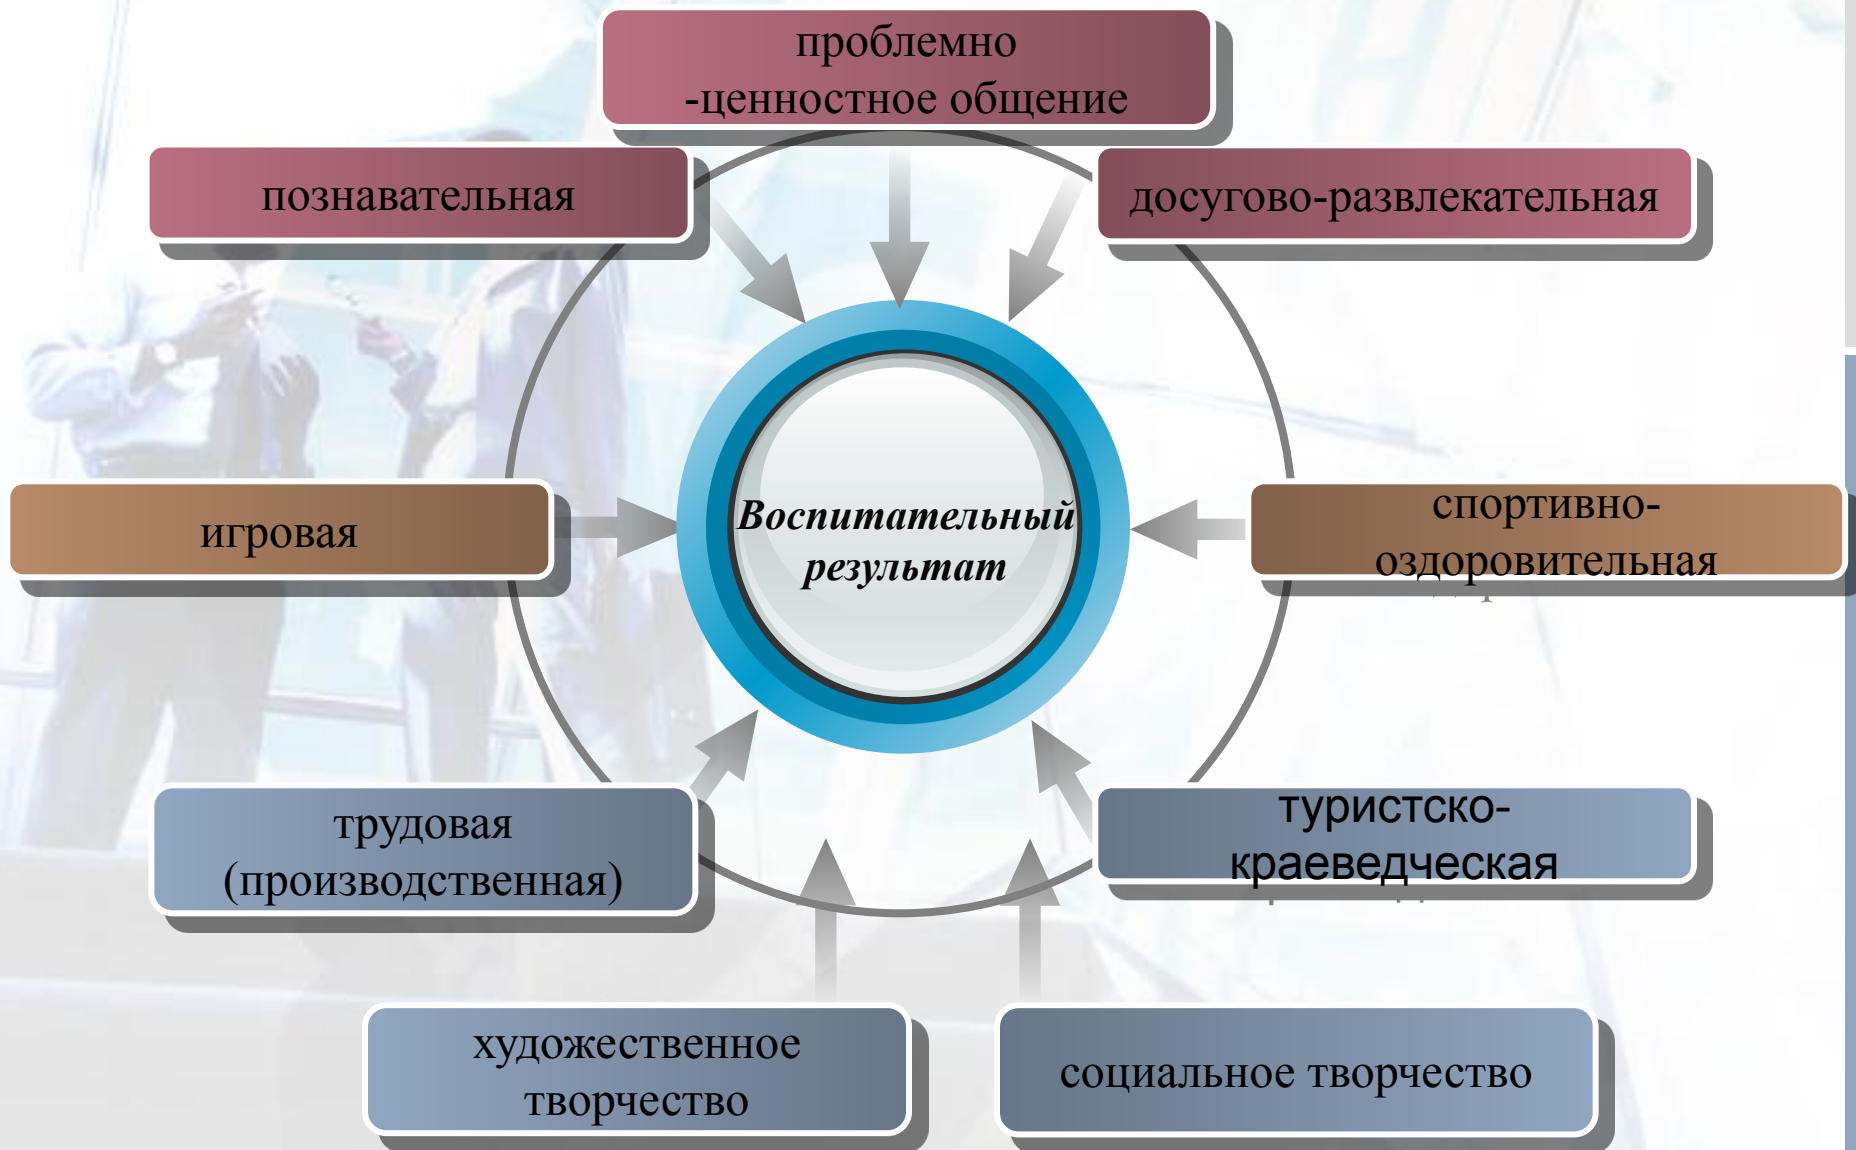 проблемно
-ценностное общение
познавательная
досугово-развлекательная
игровая
Воспитательный
результат
спортивно-
оздоровительная
трудовая
(производственная)
туристско-
краеведческая
художественное
творчество
социальное творчество